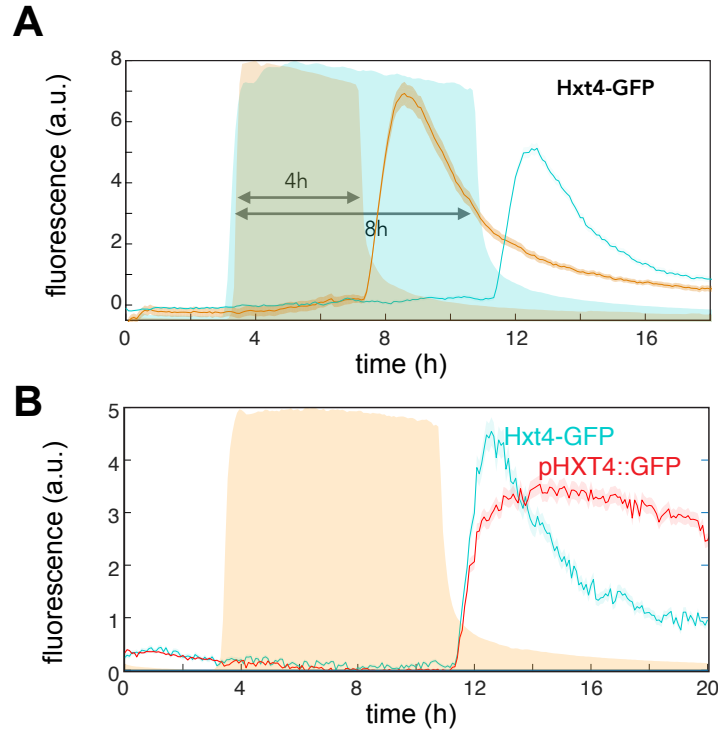 A
fluorescence (a.u.)
8
6
4
2
0
Hxt4-GFP
4h
8h
0 4 8 12 16
time (h)
B
fluorescence (a.u.)
5
4
3
2
1
0
Hxt4-GFP
pHXT4::GFP
0 4 8 12 16 20
time (h)